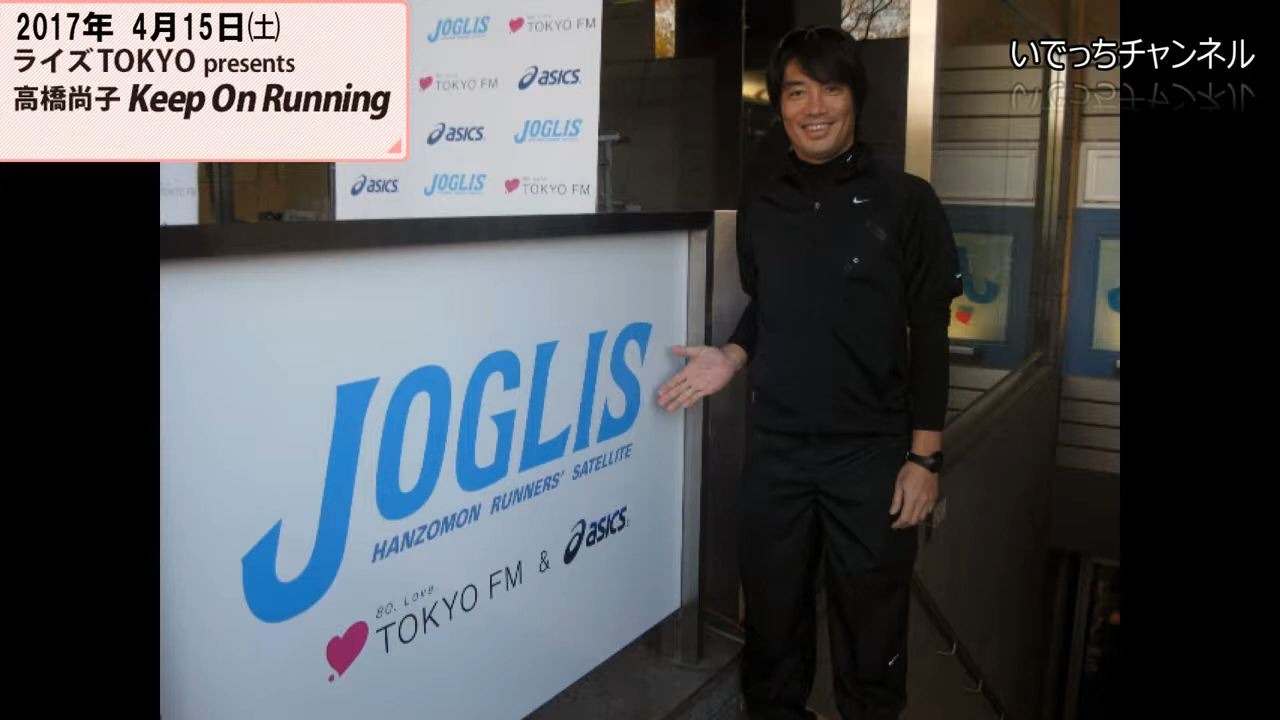 2017年 4月15日㈯
ライズTOKYO presents
高橋尚子 Keep On Running
いでっちチャンネル
JOGLIS
TOKYO FM
TOKYO FM
asics
asics
JOGLIS
asics
JOGLIS
TOKYO FM
TOKYO FM
JOGLIS
HANZOMON RUNNERS' SATELLITE
80. Love
TOKYO FM & asics